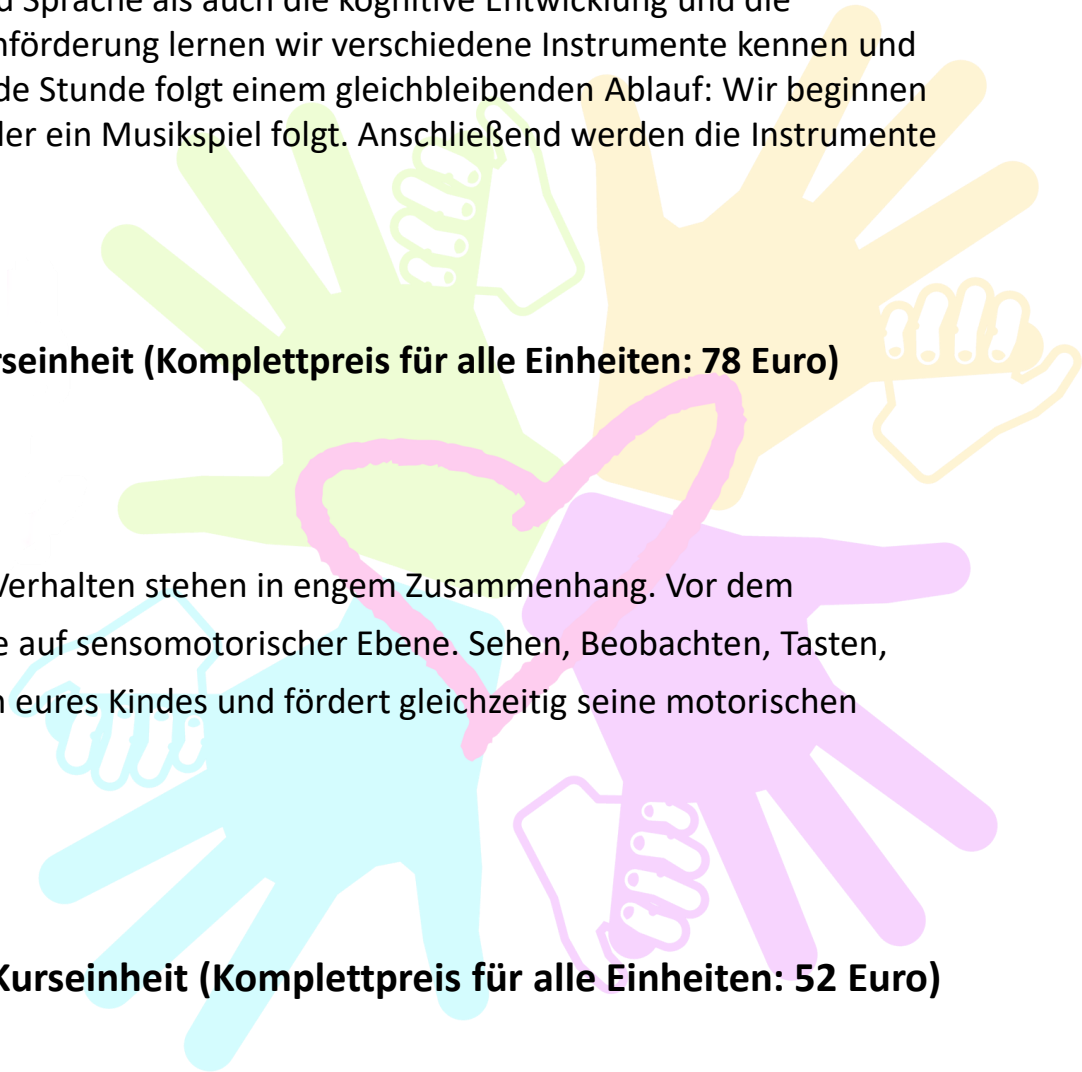 d Sprache als auch die kognitive Entwicklung und die
nförderung lernen wir verschiedene Instrumente kennen und
de Stunde folgt einem gleichbleibenden Ablauf: Wir beginnen
ler ein Musikspiel folgt. Anschließend werden die Instrumente
rseinheit (Komplettpreis für alle Einheiten: 78 Euro)
Verhalten stehen in engem Zusammenhang. Vor dem
e auf sensomotorischer Ebene. Sehen, Beobachten, Tasten,
n eures Kindes und fördert gleichzeitig seine motorischen
Kurseinheit (Komplettpreis für alle Einheiten: 52 Euro)